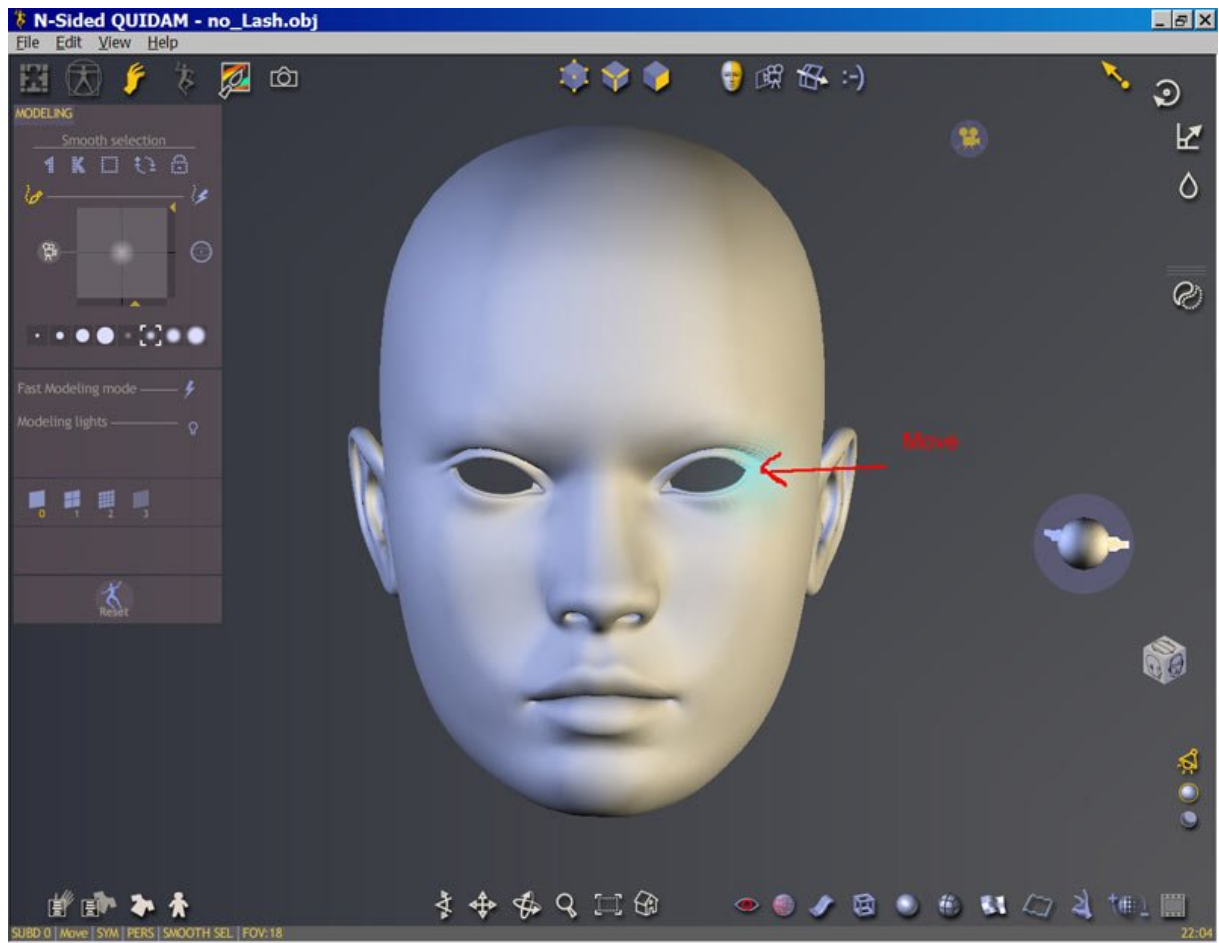 N-Sided QUIDAM - no_Lash.obj
File Edit View Help
MODELING
Smooth selection
Fast Modeling mode
Modeling lights
0 1 2 3
Reset
Move
SUBD 0 | Move | SYM | PERS | SMOOTH SEL | FOV:18
22:04